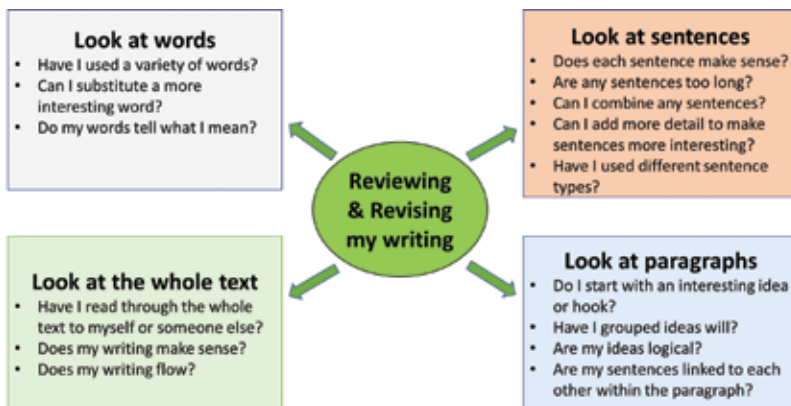 Look at words
• Have I used a variety of words?
• Can I substitute a more
interesting word?
• Do my words tell what I mean?
Look at sentences
• Does each sentence make sense?
• Are any sentences too long?
• Can I combine any sentences?
• Can I add more detail to make
sentences more interesting?
• Have I used different sentence
types?
Reviewing
& Revising
my writing
Look at the whole text
• Have I read through the whole
text to myself or someone else?
• Does my writing make sense?
• Does my writing flow?
Look at paragraphs
• Do I start with an interesting idea
or hook?
• Have I grouped ideas will?
• Are my ideas logical?
• Are my sentences linked to each
other within the paragraph?